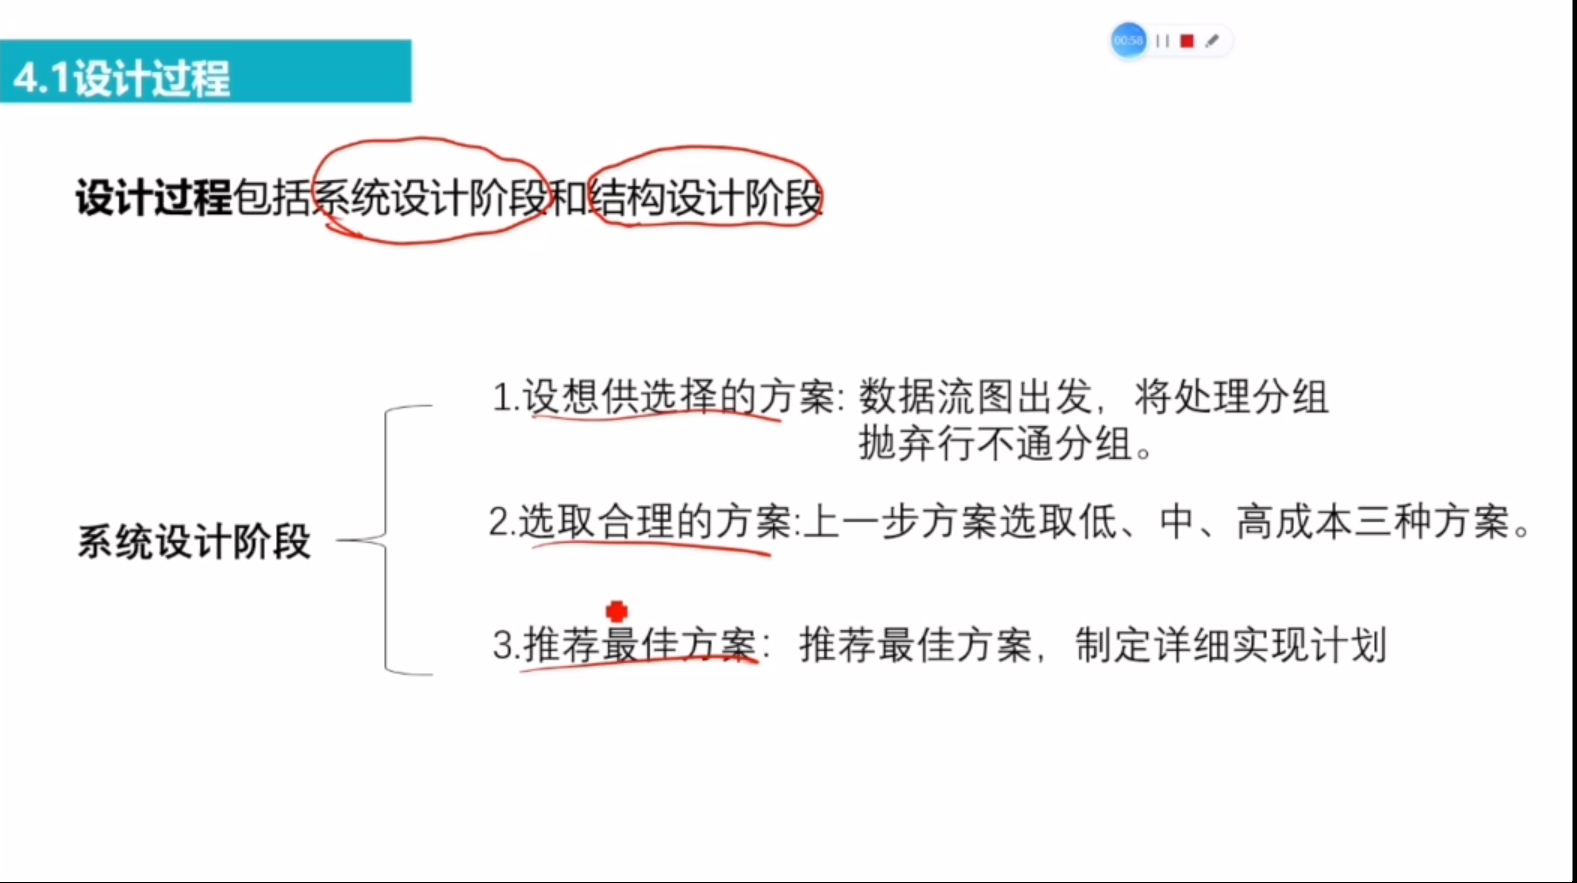 00:58
4.1设计过程
设计过程包括系统设计阶段和结构设计阶段
1.设想供选择的方案: 数据流图出发，将处理分组
抛弃行不通分组。
2.选取合理的方案:上一步方案选取低、中、高成本三种方案。
系统设计阶段
3.推荐最佳方案：推荐最佳方案，制定详细实现计划